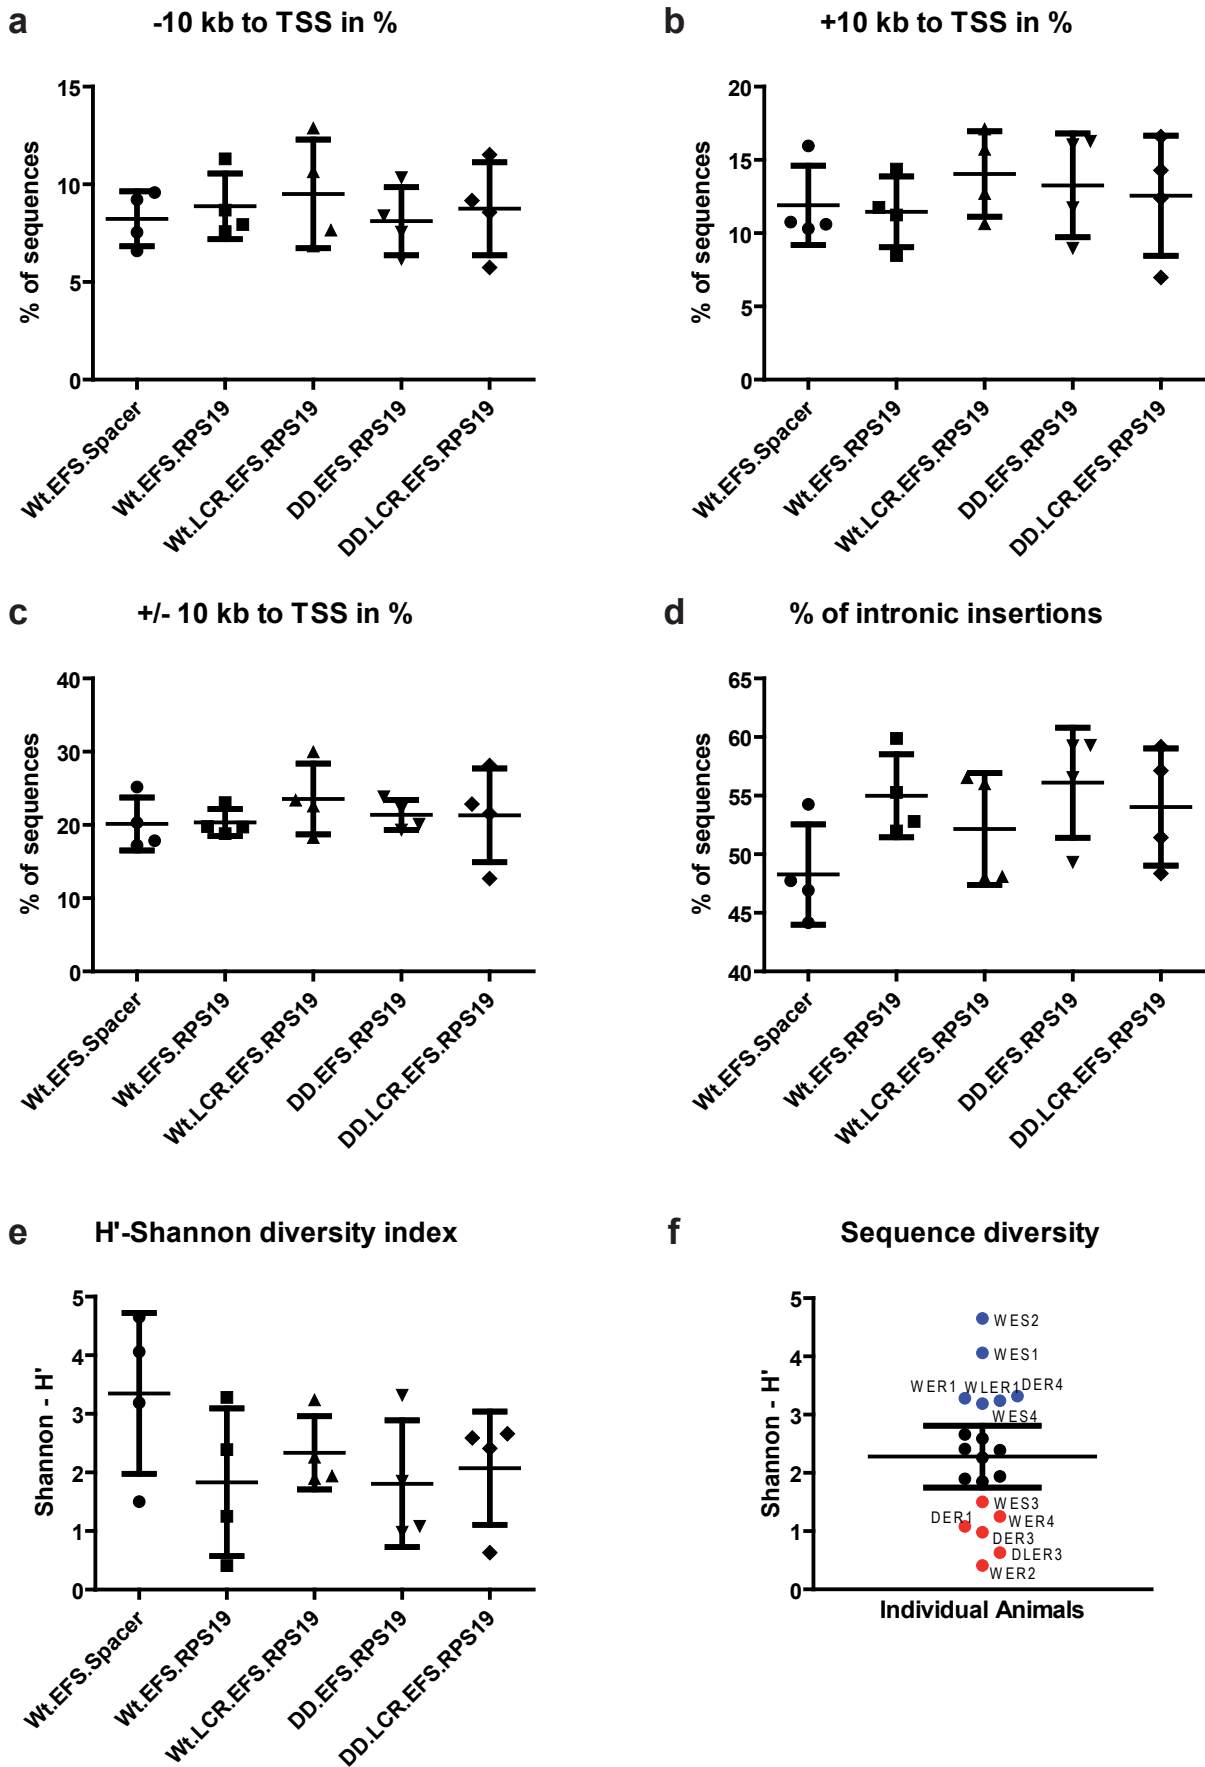 a
-10 kb to TSS in %
% of sequences
15
10
5
0
Wt.EFS.Spacer
Wt.EFS.RPS19
Wt.LCR.EFS.RPS19
DD.EFS.RPS19
DD.LCR.EFS.RPS19
b
+10 kb to TSS in %
% of sequences
20
15
10
5
0
Wt.EFS.Spacer
Wt.EFS.RPS19
Wt.LCR.EFS.RPS19
DD.EFS.RPS19
DD.LCR.EFS.RPS19
c
+/- 10 kb to TSS in %
% of sequences
40
30
20
10
0
Wt.EFS.Spacer
Wt.EFS.RPS19
Wt.LCR.EFS.RPS19
DD.EFS.RPS19
DD.LCR.EFS.RPS19
d
% of intronic insertions
% of sequences
65
60
55
50
45
40
Wt.EFS.Spacer
Wt.EFS.RPS19
Wt.LCR.EFS.RPS19
DD.EFS.RPS19
DD.LCR.EFS.RPS19
e
H'-Shannon diversity index
Shannon - H'
5
4
3
2
1
0
Wt.EFS.Spacer
Wt.EFS.RPS19
Wt.LCR.EFS.RPS19
DD.EFS.RPS19
DD.LCR.EFS.RPS19
f
Sequence diversity
Shannon - H'
5
4
3
2
1
0
WES2
WES1
WER1 WLER1 DER4
WES4
WES3
DER1 WER4
DER3
DLER3
WER2
Individual Animals